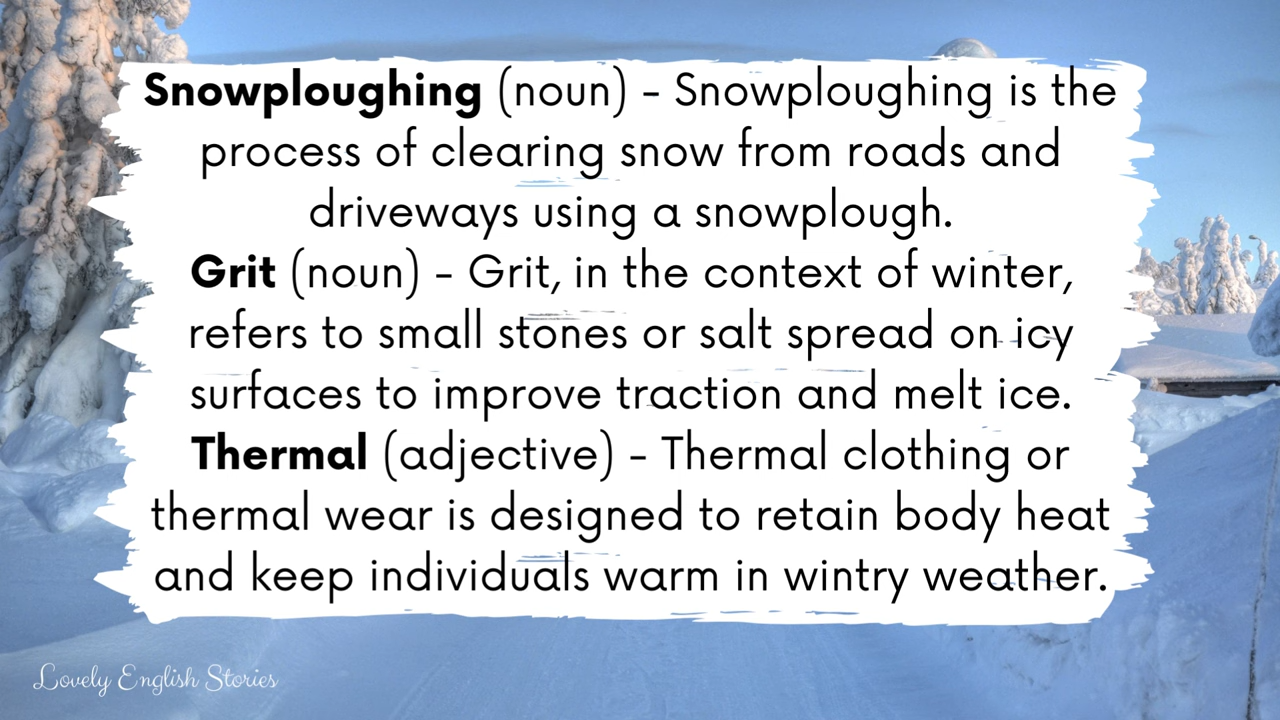 Snowploughing (noun) - Snowploughing is the
process of clearing snow from roads and
driveways using a snowplough.
Grit (noun) - Grit, in the context of winter,
refers to small stones or salt spread on icy
surfaces to improve traction and melt ice.
Thermal (adjective) - Thermal clothing or
thermal wear is designed to retain body heat
and keep individuals warm in wintry weather.
Lovely English Stories